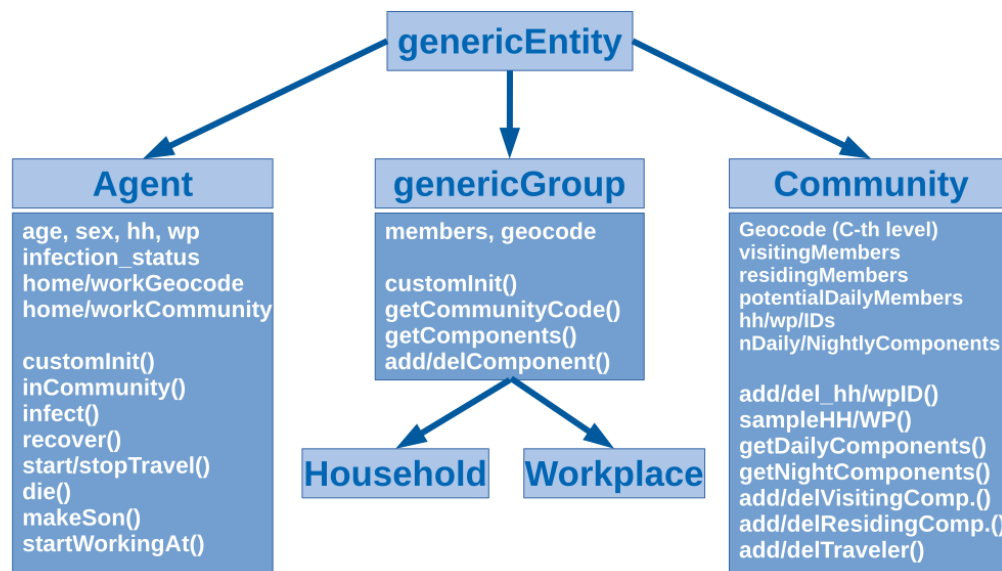 genericEntity
Agent
age, sex, hh, wp
infection_status
home/workGeocode
home/workCommunity
customInit()
inCommunity()
infect()
recover()
start/stopTravel()
die()
makeSon()
startWorkingAt()
genericGroup
members, geocode
customInit()
getCommunityCode()
getComponents()
add/delComponent()
Household
Workplace
Community
Geocode (C-th level)
visitingMembers
residingMembers
potentialDailyMembers
hh/wp/IDs
nDaily/NightlyComponents
add/del_hh/wpID()
sampleHH/WP()
getDailyComponents()
getNightComponents()
add/delVisitingComp.()
add/delResidingComp.()
add/delTraveler()